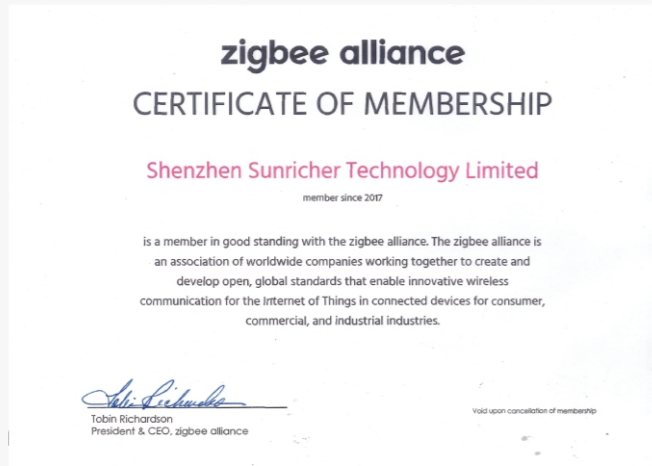 zigbee alliance
CERTIFICATE OF MEMBERSHIP
Shenzhen Sunricher Technology Limited
member since 2017
is a member in good standing with the zigbee alliance. The zigbee alliance is
an association of worldwide companies working together to create and
develop open, global standards that enable innovative wireless
communication for the Internet of Things in connected devices for consumer,
commercial, and industrial industries.
Tobin Richardson
Tobin Richardson
President & CEO, zigbee alliance
Void upon cancellation of membership